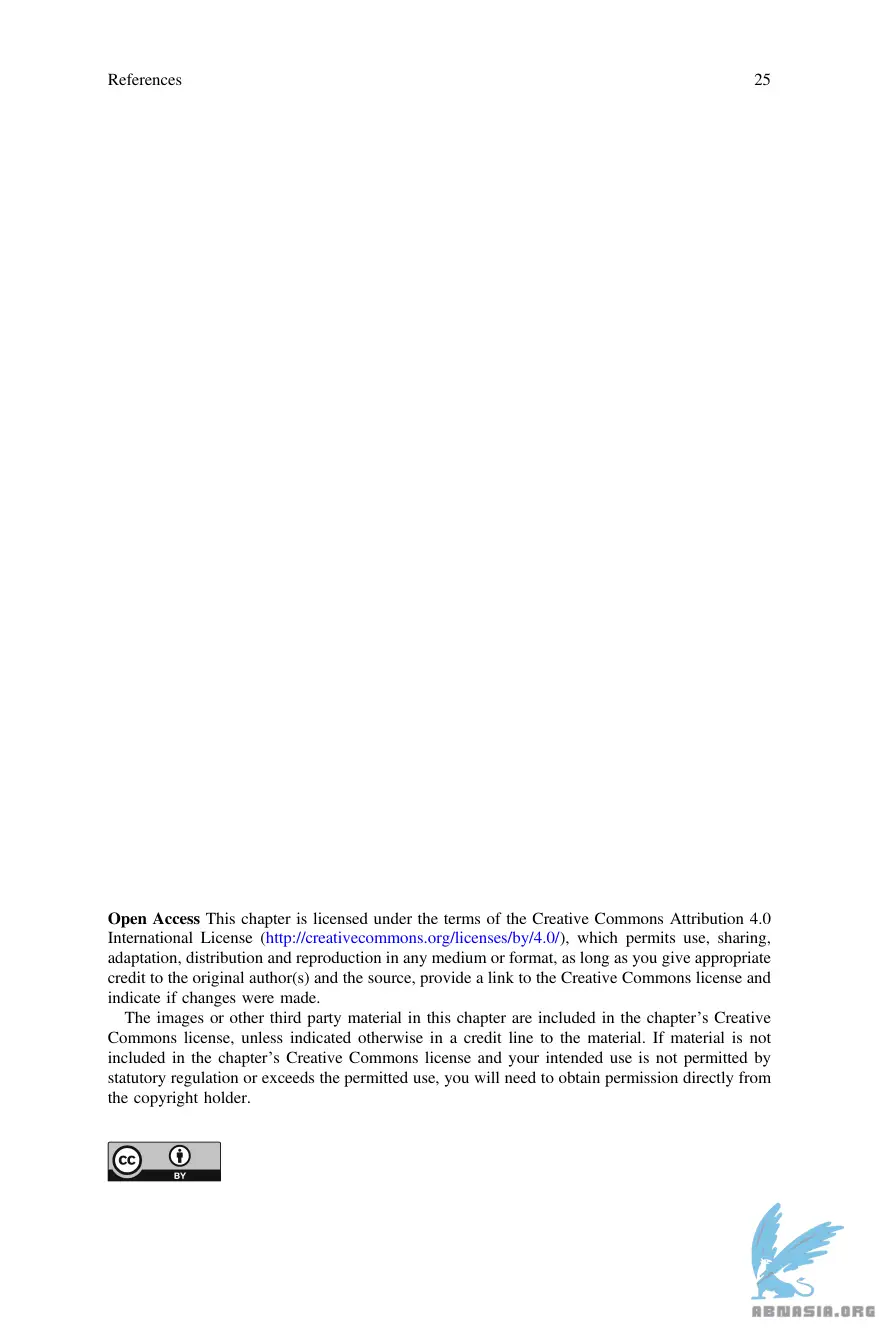 References 25
Open Access This chapter is licensed under the terms of the Creative Commons Attribution 4.0
International License (http://creativecommons.org/licenses/by/4.0/), which permits use, sharing,
adaptation, distribution and reproduction in any medium or format, as long as you give appropriate
credit to the original author(s) and the source, provide a link to the Creative Commons license and
indicate if changes were made.
The images or other third party material in this chapter are included in the chapter’s Creative
Commons license, unless indicated otherwise in a credit line to the material. If material is not
included in the chapter’s Creative Commons license and your intended use is not permitted by
statutory regulation or exceeds the permitted use, you will need to obtain permission directly from
the copyright holder.
cc
BY
ABNASIA.ORG